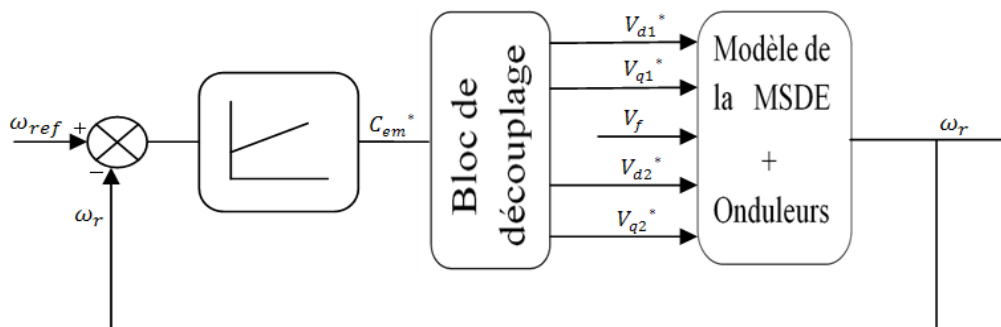 ω_ref
+
−
ω_r
C_em*
Bloc de
découplage
V_d1*
V_q1*
V_f
V_d2*
V_q2*
Modèle de
la MSDE
+
Onduleurs
ω_r